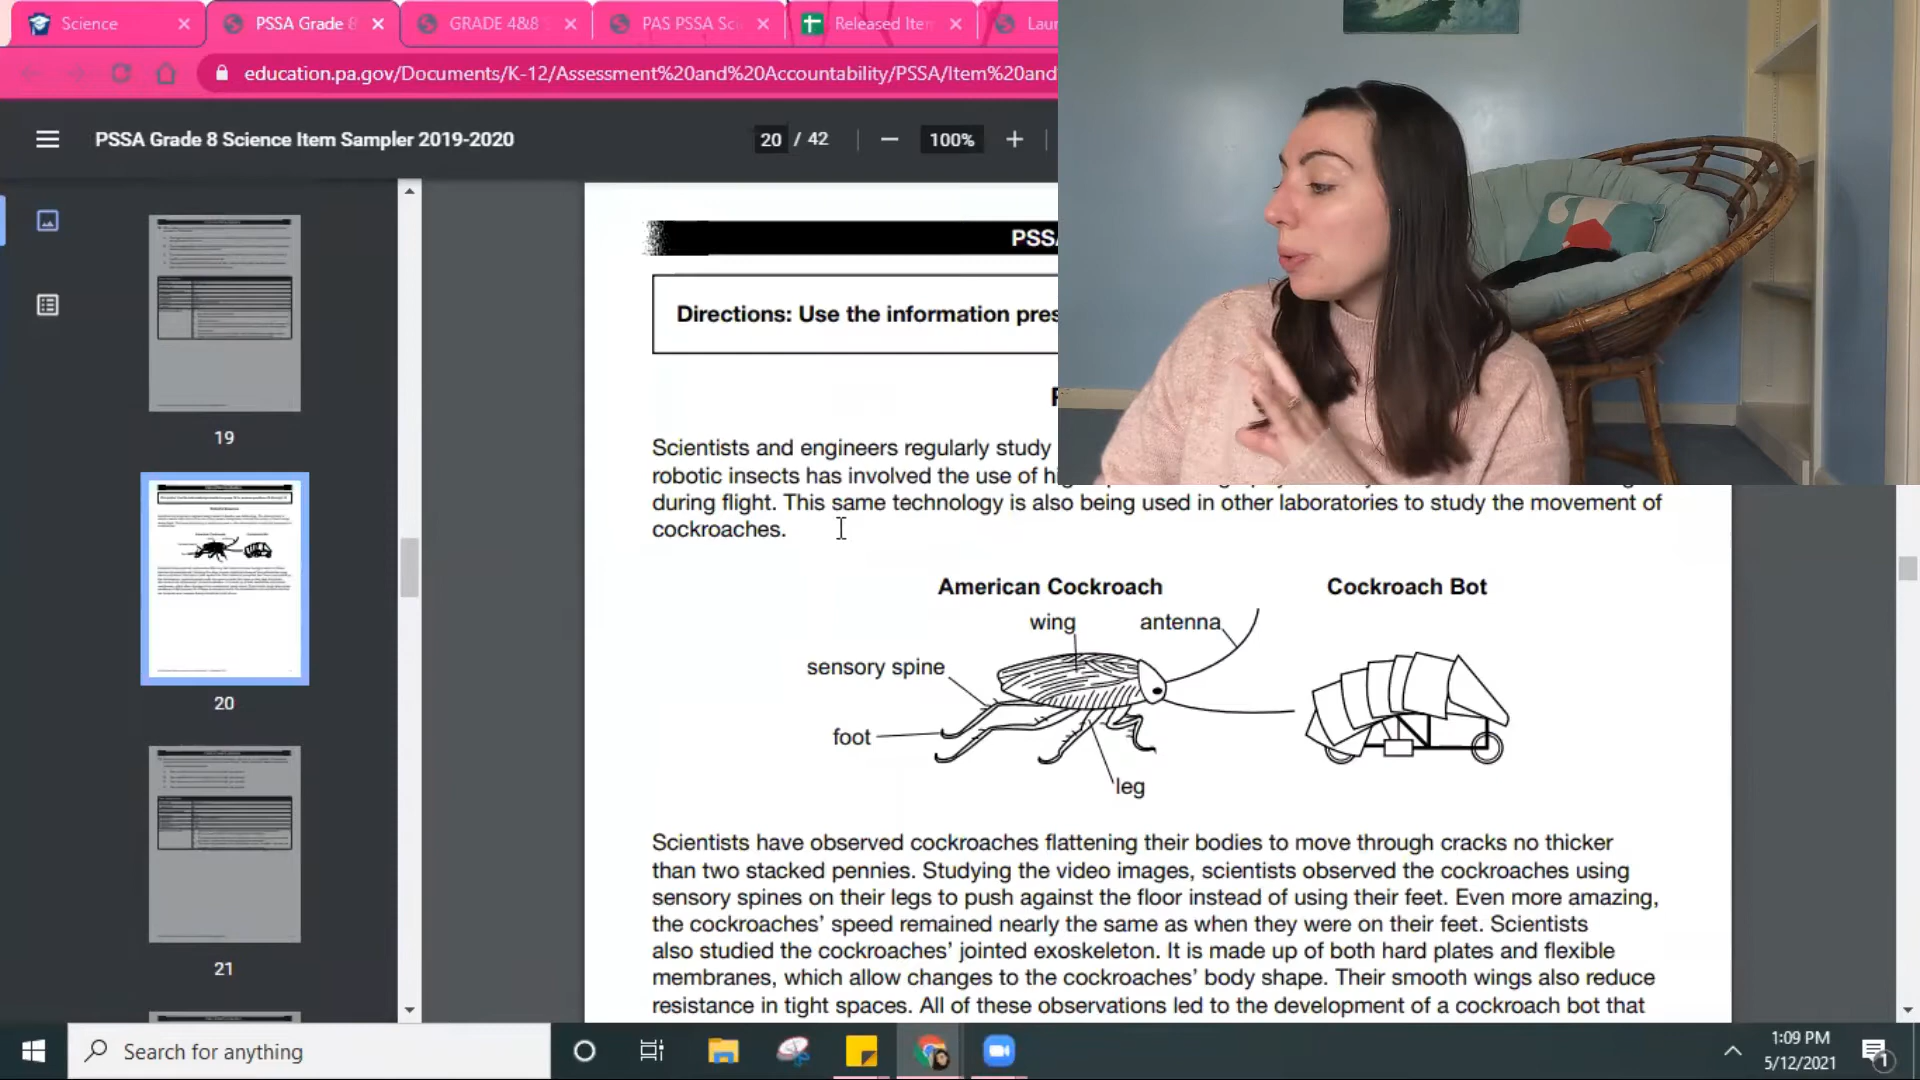 Science
PSSA Grade 8
GRADE 4&8
PAS PSSA Sc
Released Ite
Laun
education.pa.gov/Documents/K-12/Assessment%20and%20Accountability/PSSA/Item%20and
PSSA Grade 8 Science Item Sampler 2019-2020
20 / 42
100%
19
20
21
PSSA
Directions: Use the information pres
Scientists and engineers regularly study
robotic insects has involved the use of
during flight. This same technology is also being used in other laboratories to study the movement of
cockroaches.
American Cockroach
Cockroach Bot
wing
antenna
sensory spine
foot
leg
Scientists have observed cockroaches flattening their bodies to move through cracks no thicker
than two stacked pennies. Studying the video images, scientists observed the cockroaches using
sensory spines on their legs to push against the floor instead of using their feet. Even more amazing,
the cockroaches’ speed remained nearly the same as when they were on their feet. Scientists
also studied the cockroaches’ jointed exoskeleton. It is made up of both hard plates and flexible
membranes, which allow changes to the cockroaches’ body shape. Their smooth wings also reduce
resistance in tight spaces. All of these observations led to the development of a cockroach bot that
Search for anything
1:09 PM
5/12/2021
1